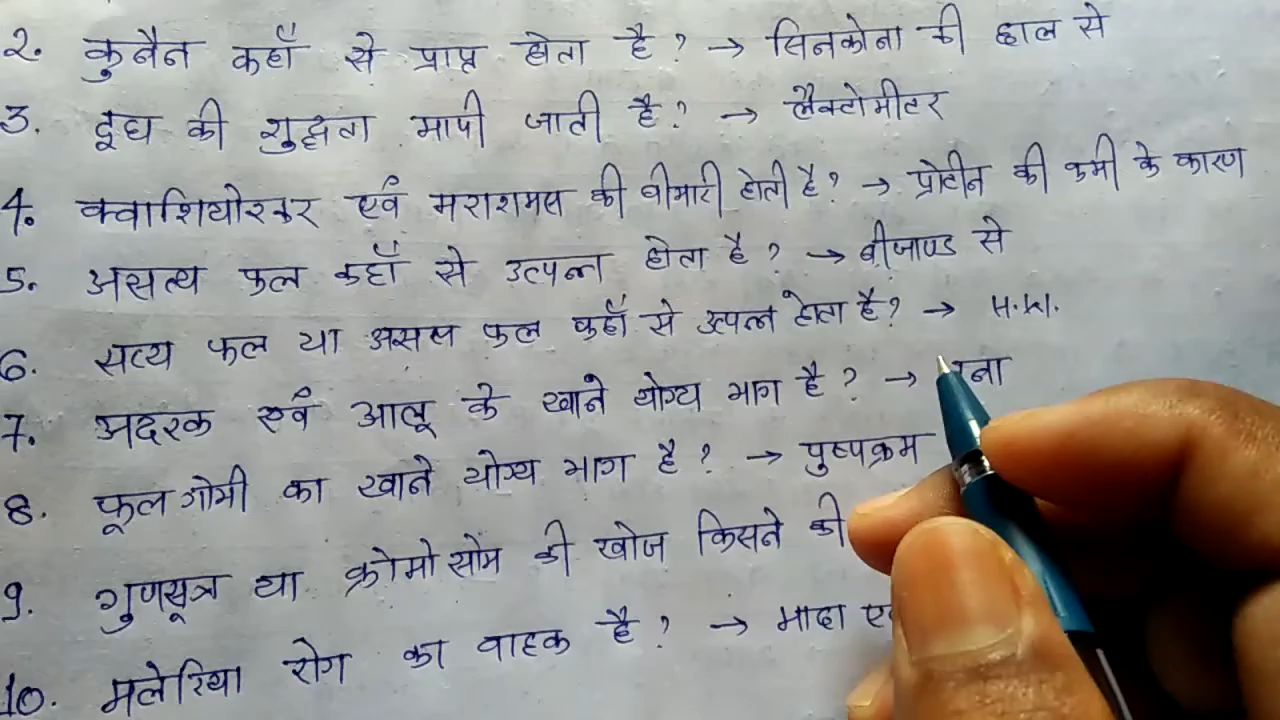 2. कुनैन कहाँ से प्राप्त होता है? → सिनकोना की छाल से
3. दूध की शुद्धता मापी जाती है? → लैक्टोमीटर
4. क्वाशियोरकर एवं मरारामस की बीमारी होती है? → प्रोटीन की कमी के कारण
5. असत्य फल कहाँ से उत्पन्न होता है? → बीजाण्ड से
6. सत्य फल या असल फल कहाँ से उत्पन्न होता है? → H.W.
7. अदरक एवं आलू के खाने योग्य भाग है? →
8. फूलगोभी का खाने योग्य भाग है? → पुष्पक्रम
9. गुणसूत्र या क्रोमोसोम की खोज किसने की
10. मलेरिया रोग का वाहक है? → मादा